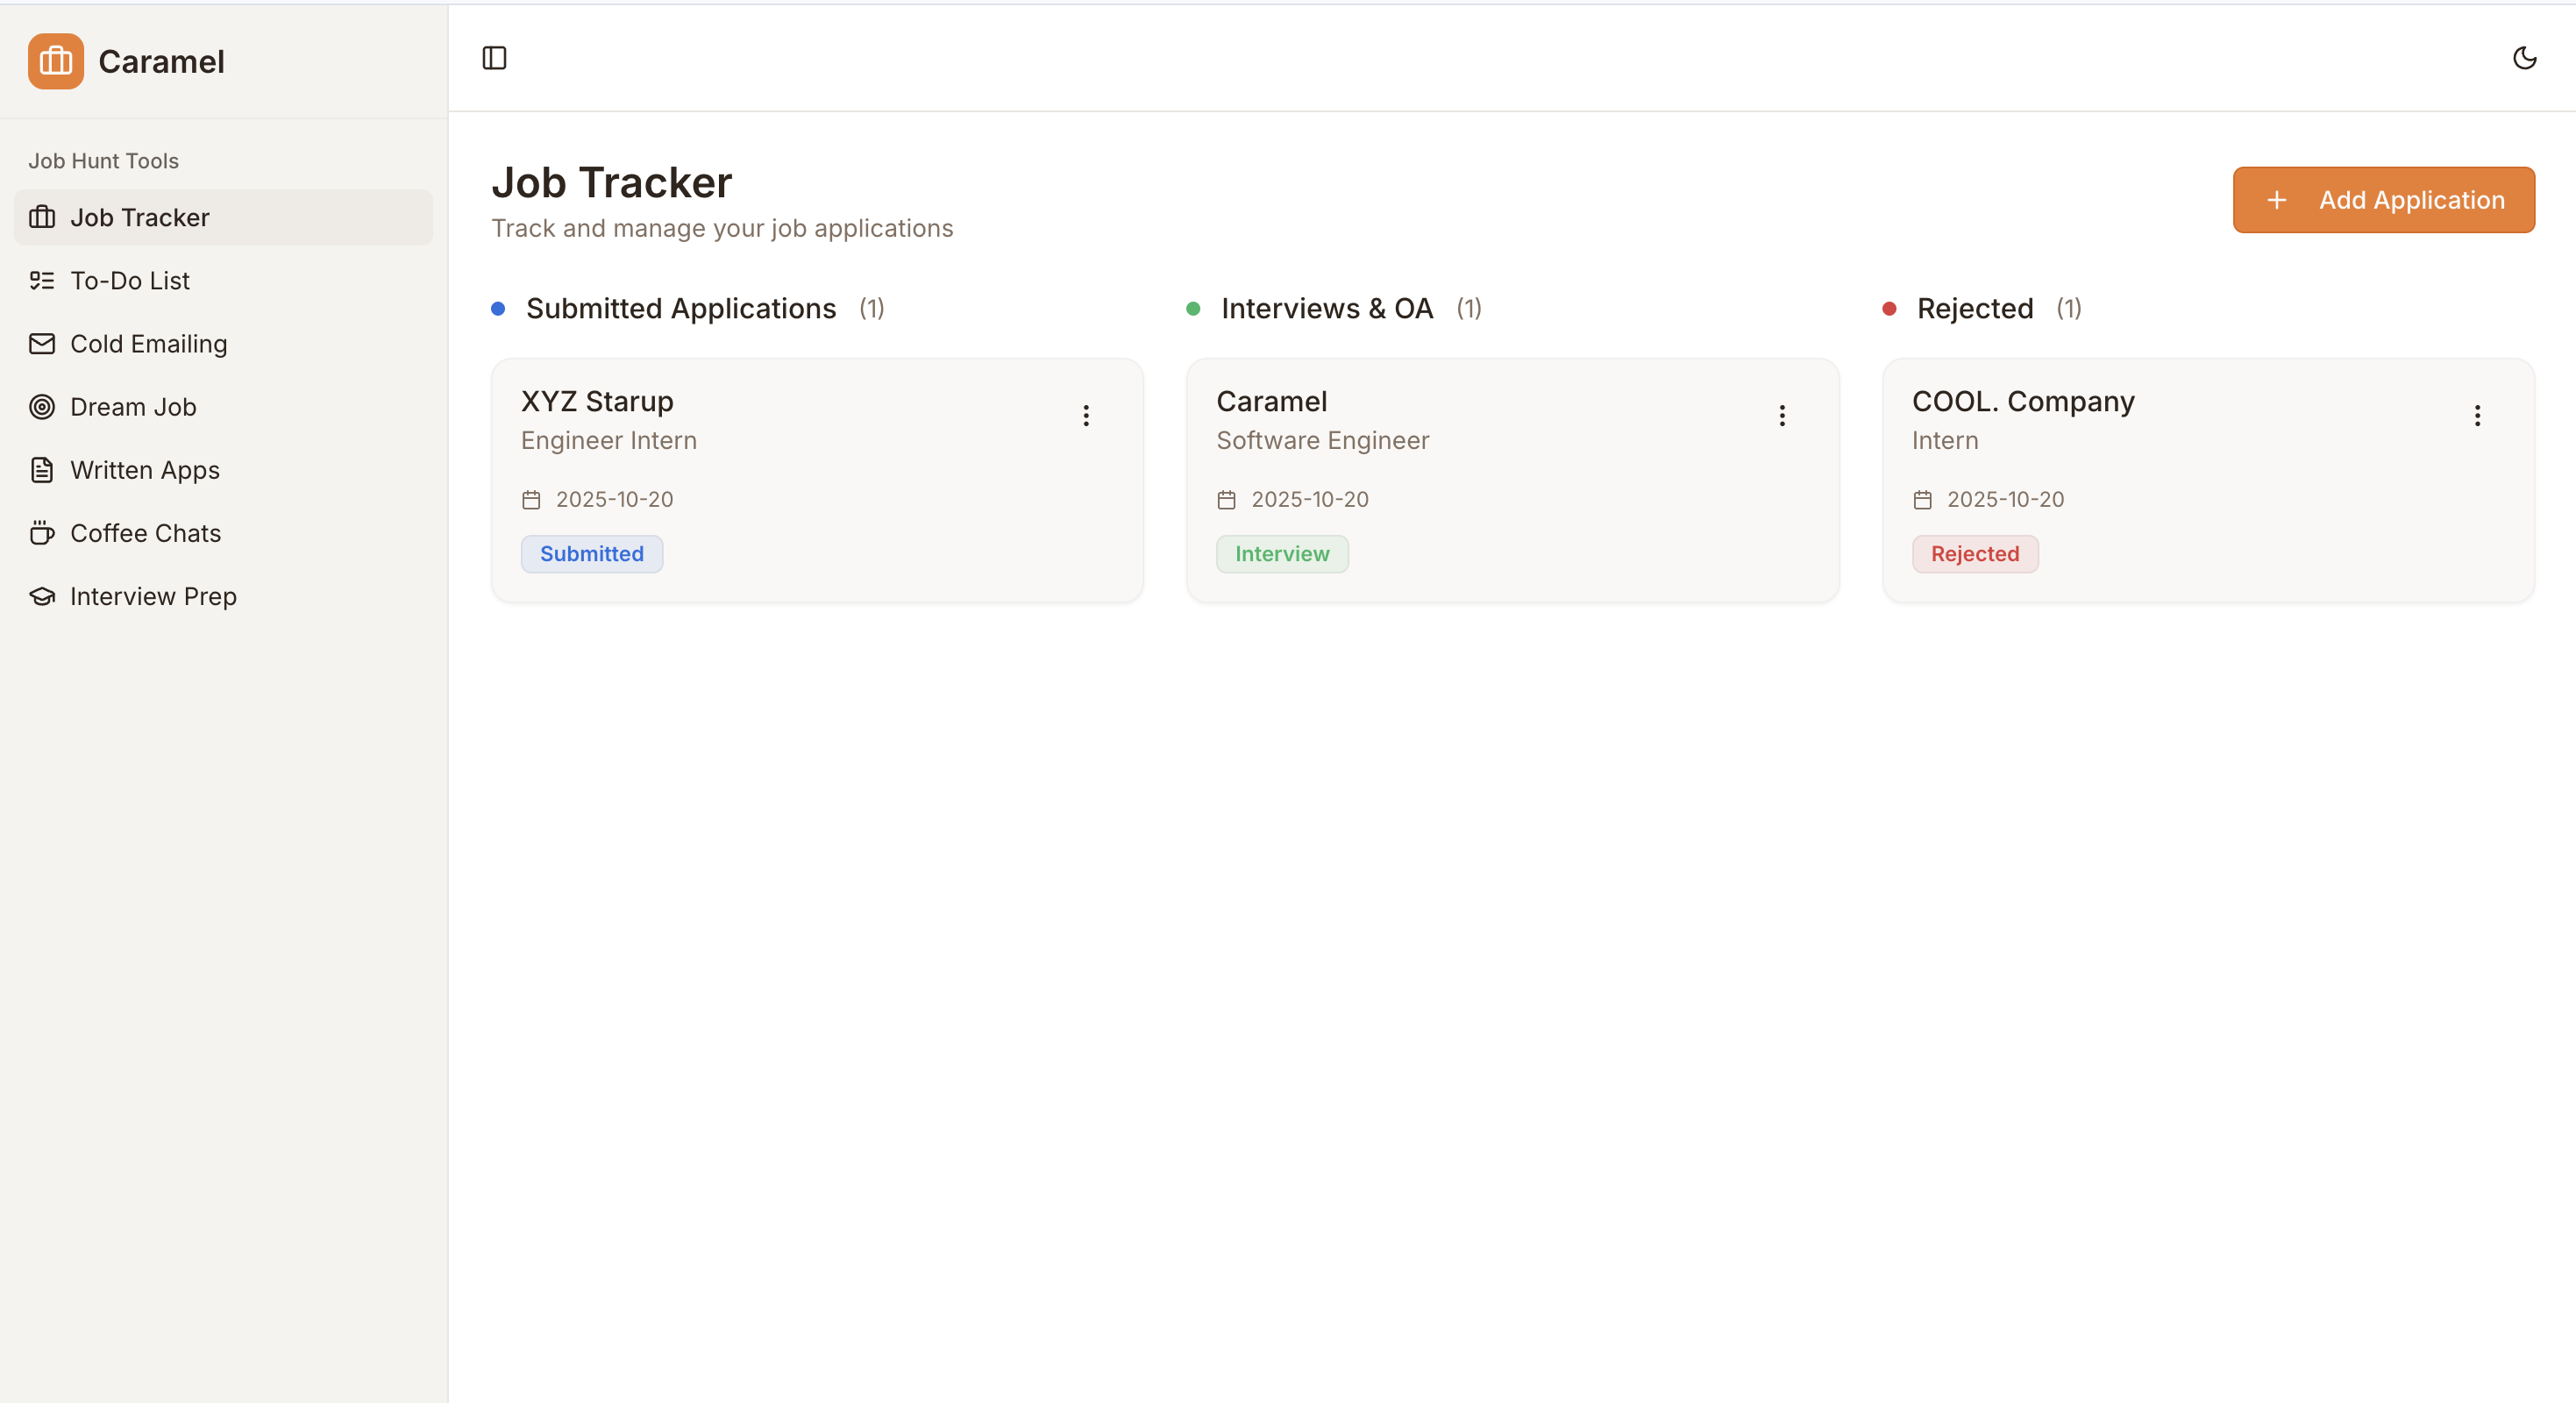 Caramel
Job Hunt Tools
Job Tracker
To-Do List
Cold Emailing
Dream Job
Written Apps
Coffee Chats
Interview Prep
Job Tracker
Track and manage your job applications
+ Add Application
Submitted Applications (1)
XYZ Starup
Engineer Intern
2025-10-20
Submitted
Interviews & OA (1)
Caramel
Software Engineer
2025-10-20
Interview
Rejected (1)
COOL. Company
Intern
2025-10-20
Rejected